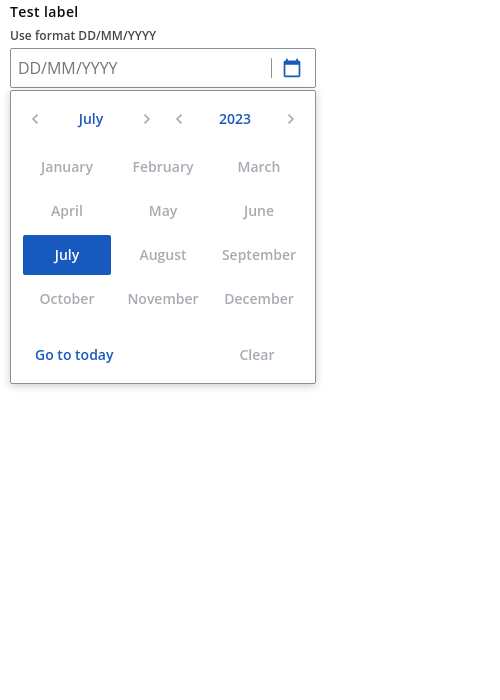 Test label
Use format DD/MM/YYYY
DD/MM/YYYY
July 2023
January February March
April May June
July August September
October November December
Go to today Clear